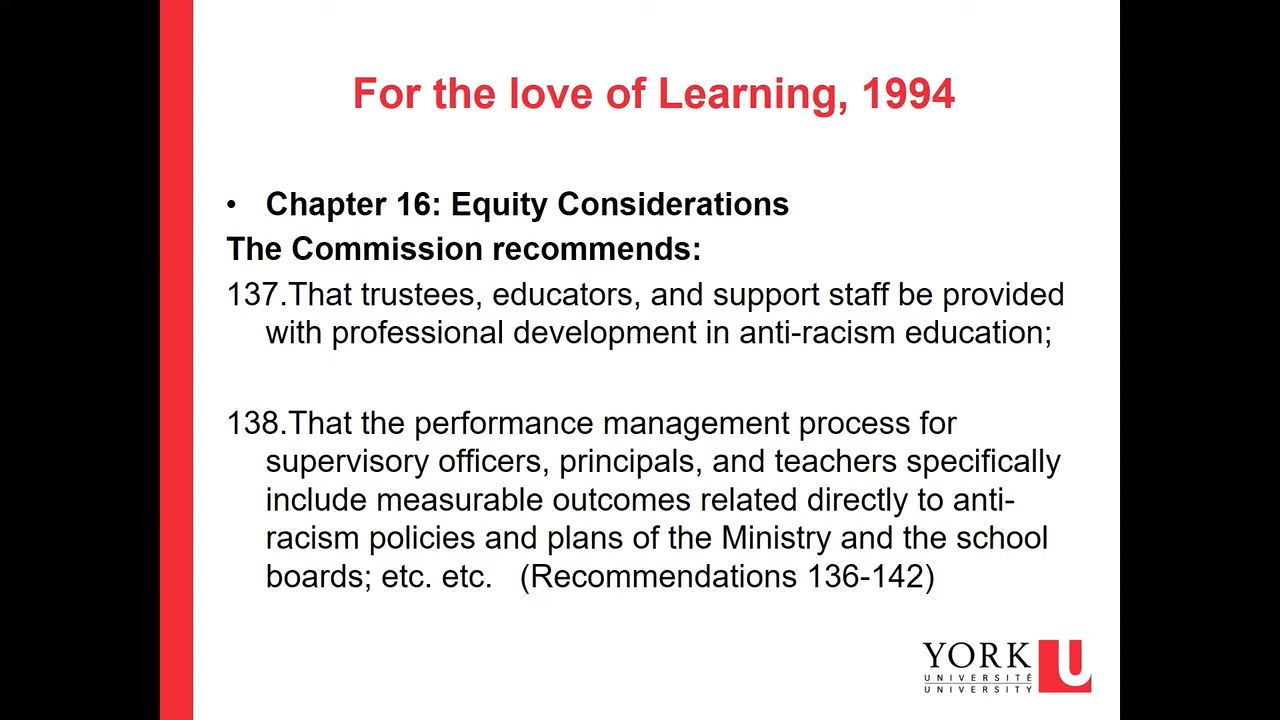 For the love of Learning, 1994
• Chapter 16: Equity Considerations
The Commission recommends:
137.That trustees, educators, and support staff be provided
with professional development in anti-racism education;
138.That the performance management process for
supervisory officers, principals, and teachers specifically
include measurable outcomes related directly to anti-
racism policies and plans of the Ministry and the school
boards; etc. etc. (Recommendations 136-142)
YORK U
UNIVERSITÉ
UNIVERSITY